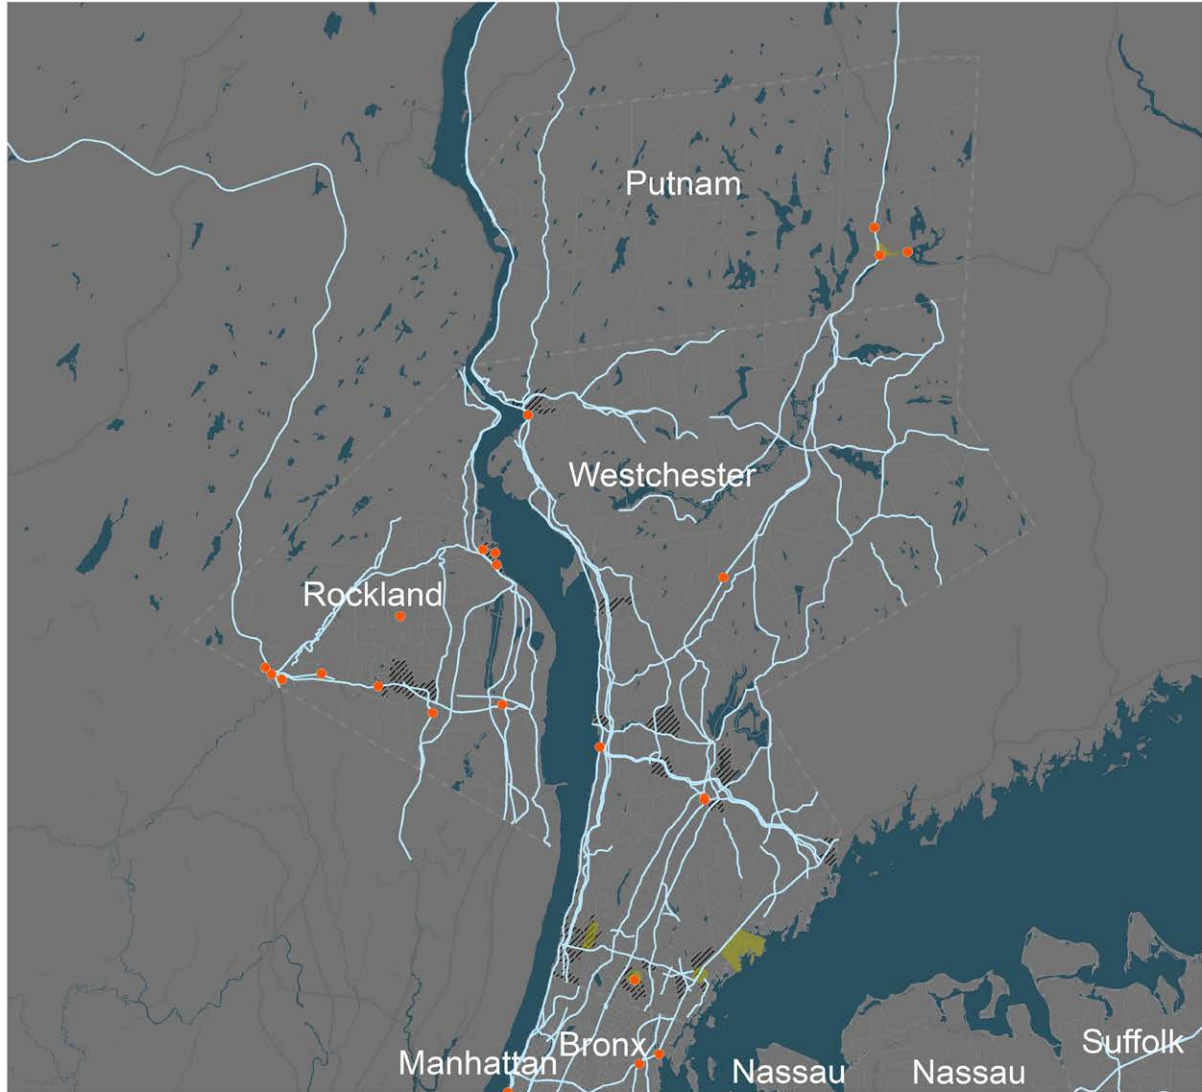 Putnam
Westchester
Rockland
Bronx
Manhattan
Nassau
Nassau
Suffolk